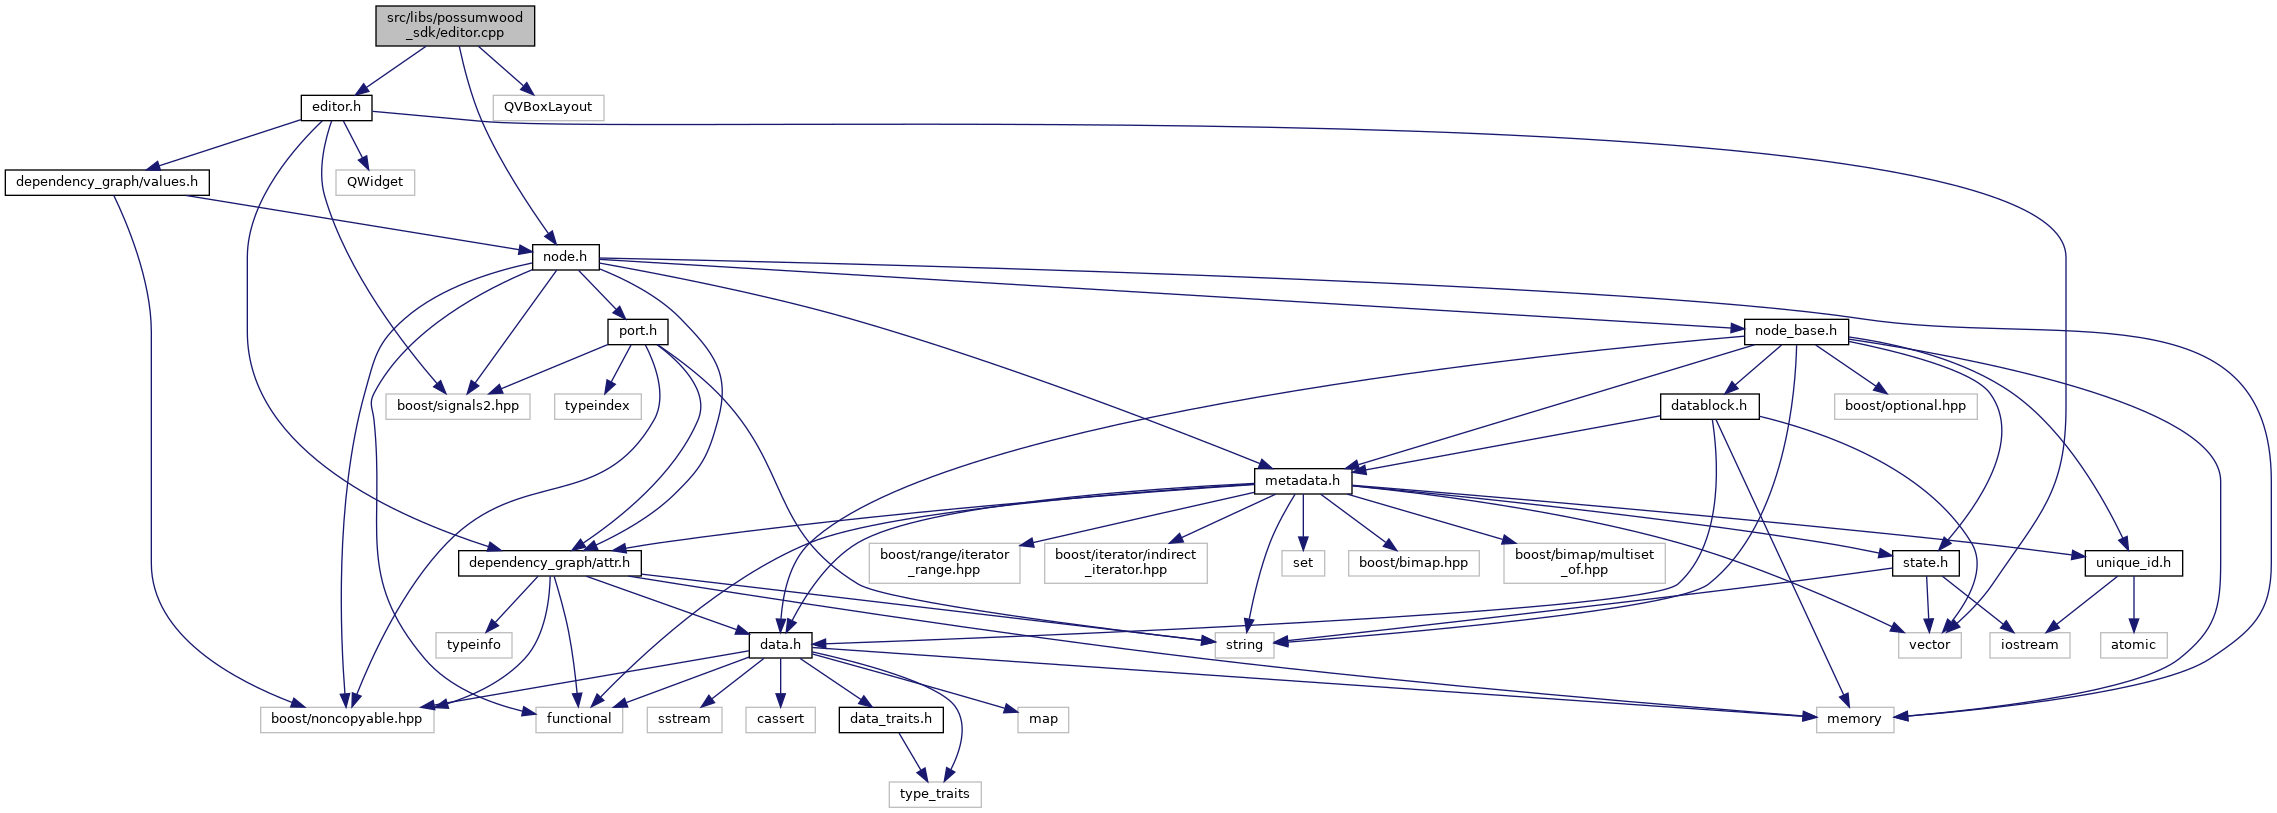 src/libs/possumwood
_sdk/editor.cpp
editor.h
QVBoxLayout
dependency_graph/values.h
QWidget
node.h
port.h
node_base.h
boost/signals2.hpp
typeindex
datablock.h
boost/optional.hpp
metadata.h
dependency_graph/attr.h
boost/range/iterator
_range.hpp
boost/iterator/indirect
_iterator.hpp
set
boost/bimap.hpp
boost/bimap/multiset
_of.hpp
state.h
unique_id.h
typeinfo
data.h
string
vector
iostream
atomic
boost/noncopyable.hpp
functional
sstream
cassert
data_traits.h
map
memory
type_traits